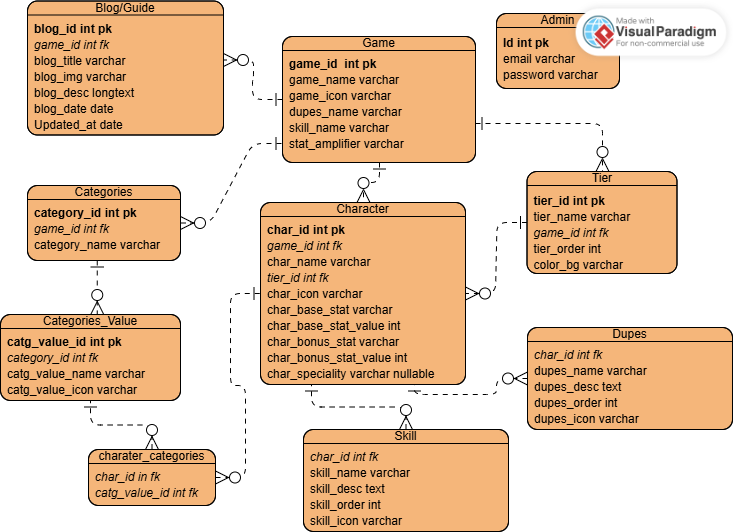 Blog/Guide
blog_id int pk
game_id int fk
blog_title varchar
blog_img varchar
blog_desc longtext
blog_date date
Updated_at date
Game
game_id int pk
game_name varchar
game_icon varchar
dupes_name varchar
skill_name varchar
stat_amplifier varchar
Admin
Id int pk
email varchar
password varchar
Made with
VisualParadigm
For non-commercial use
Categories
category_id int pk
game_id int fk
category_name varchar
Character
char_id int pk
game_id int fk
char_name varchar
tier_id int fk
char_icon varchar
char_base_stat varchar
char_base_stat_value int
char_bonus_stat varchar
char_bonus_stat_value int
char_speciality varchar nullable
Tier
tier_id int pk
tier_name varchar
game_id int fk
tier_order int
color_bg varchar
Categories_Value
catg_value_id int pk
category_id int fk
catg_value_name varchar
catg_value_icon varchar
Dupes
char_id int fk
dupes_name varchar
dupes_desc text
dupes_order int
dupes_icon varchar
charater_categories
char_id in fk
catg_value_id int fk
Skill
char_id int fk
skill_name varchar
skill_desc text
skill_order int
skill_icon varchar